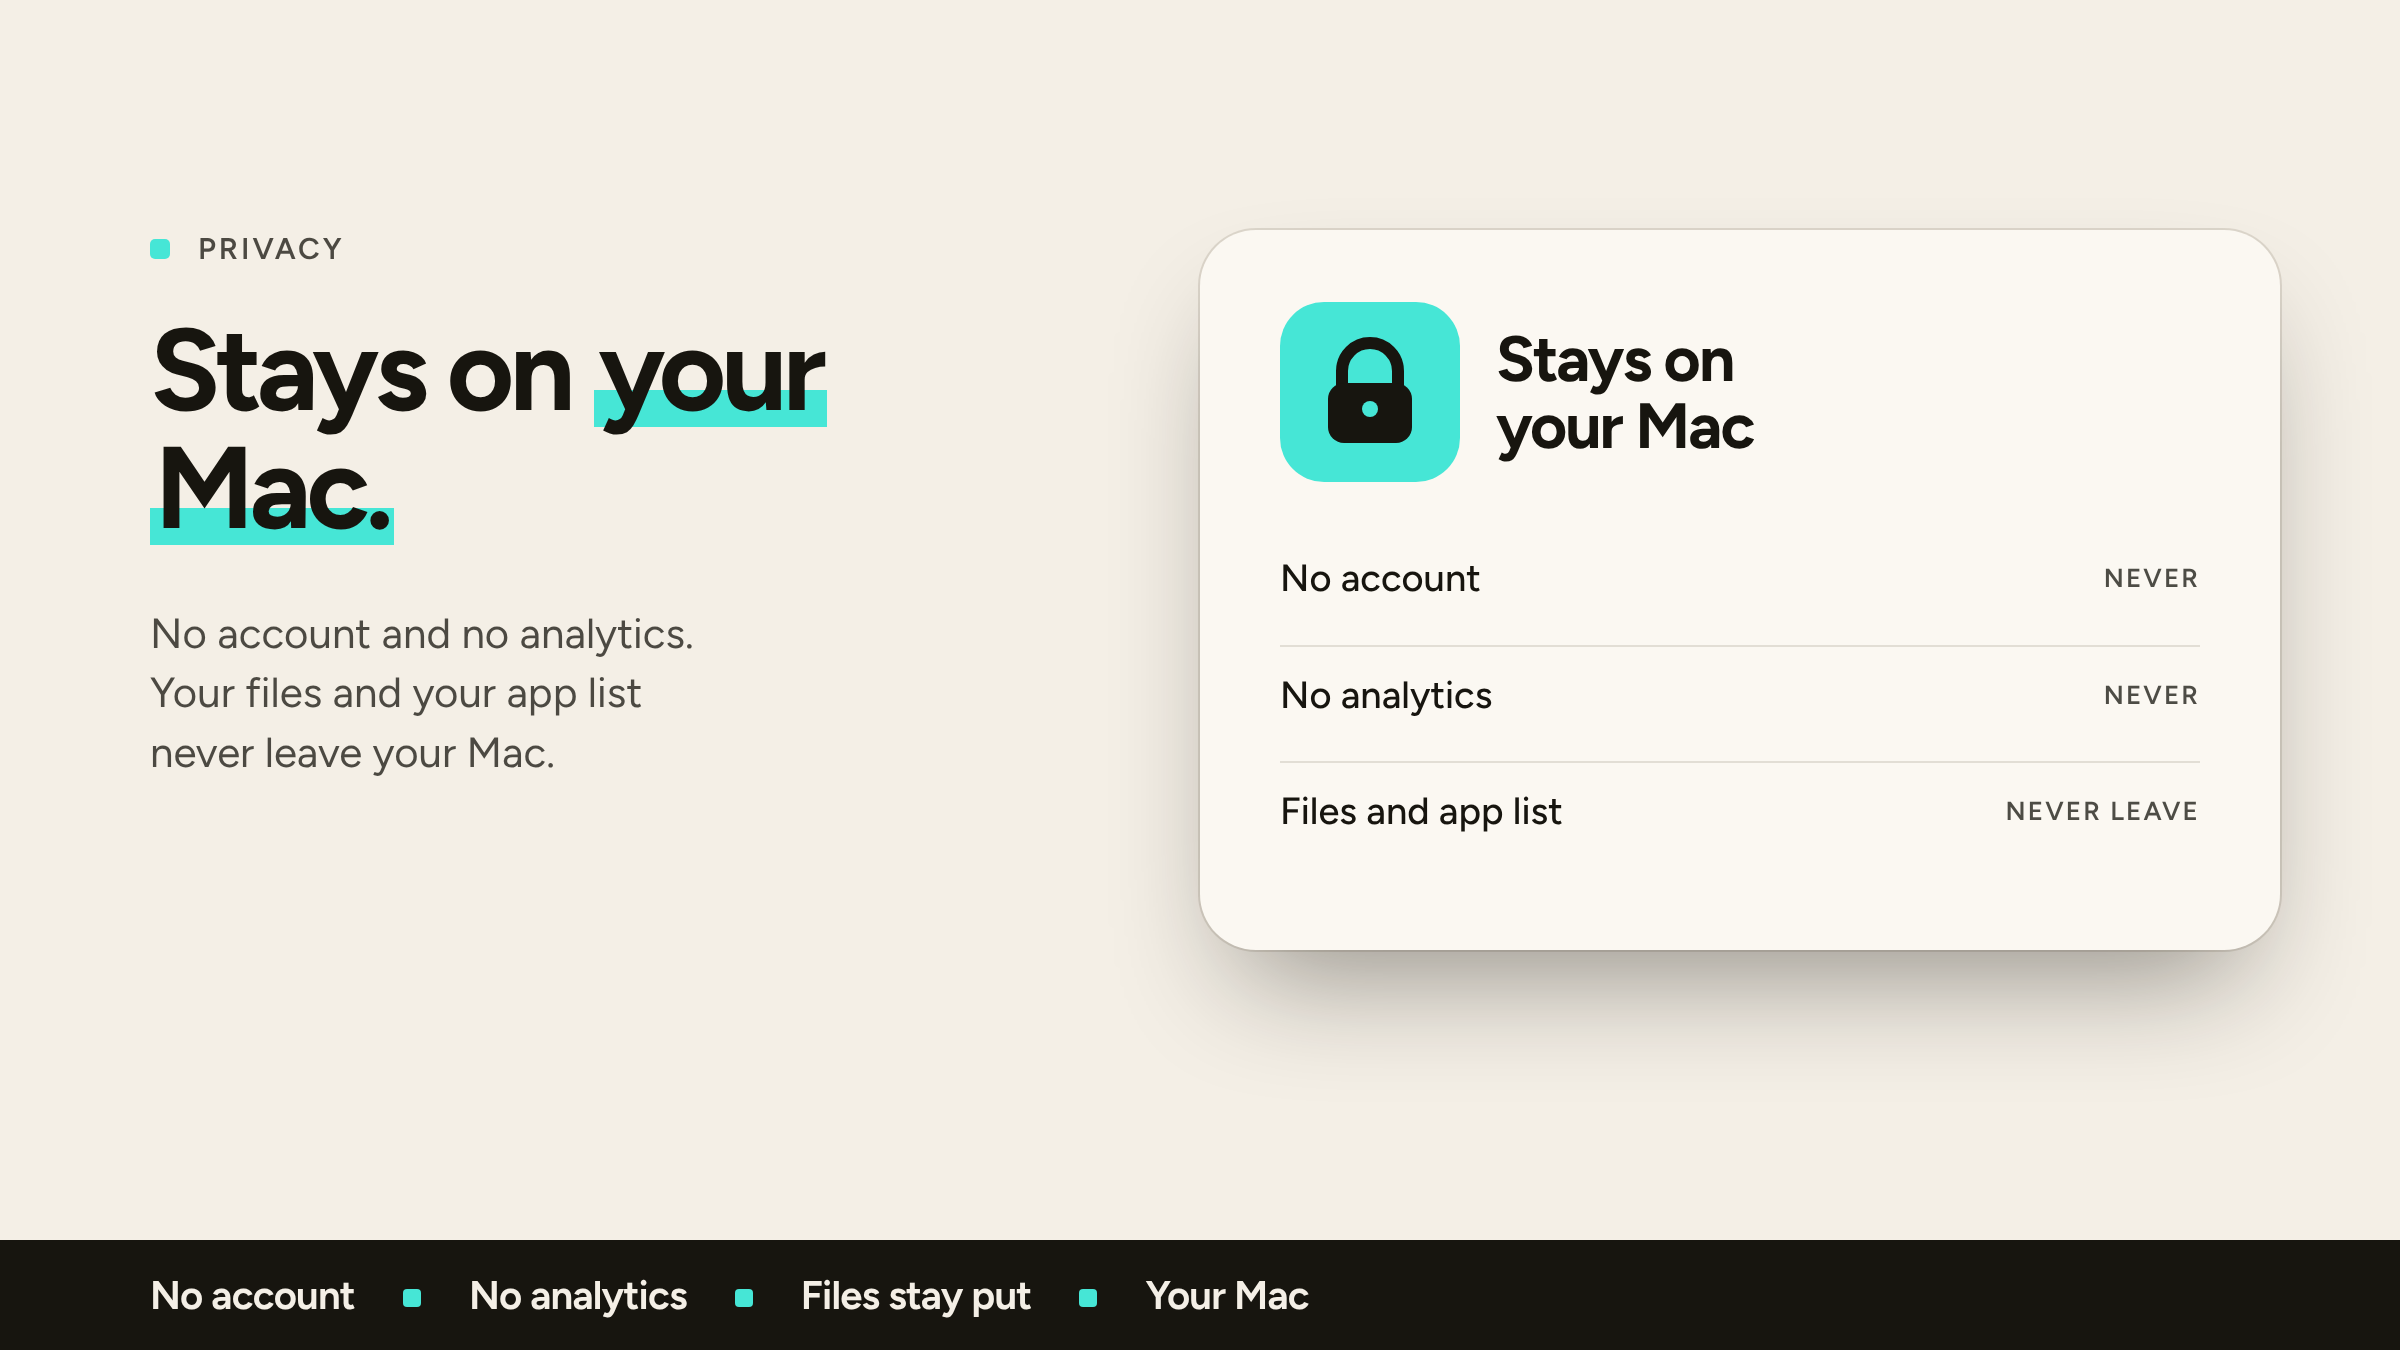 PRIVACY
Stays on your
Mac.
No account and no analytics.
Your files and your app list
never leave your Mac.
Stays on
your Mac
No account NEVER
No analytics NEVER
Files and app list NEVER LEAVE
No account No analytics Files stay put Your Mac